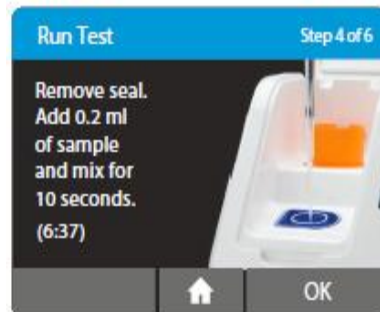 Run Test
Step 4 of 6
Remove seal.
Add 0.2 ml
of sample
and mix for
10 seconds.
(6:37)
OK